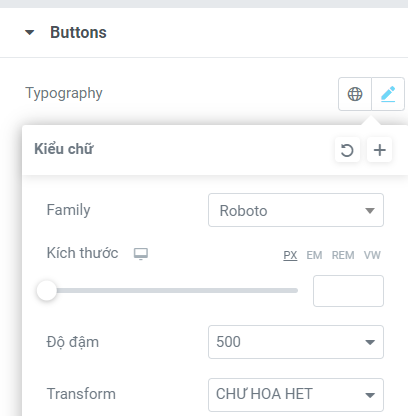 Buttons
Typography
Kiểu chữ
Family Roboto
Kích thước PX EM REM VW
Độ đậm 500
Transform CHƯ HOA HET